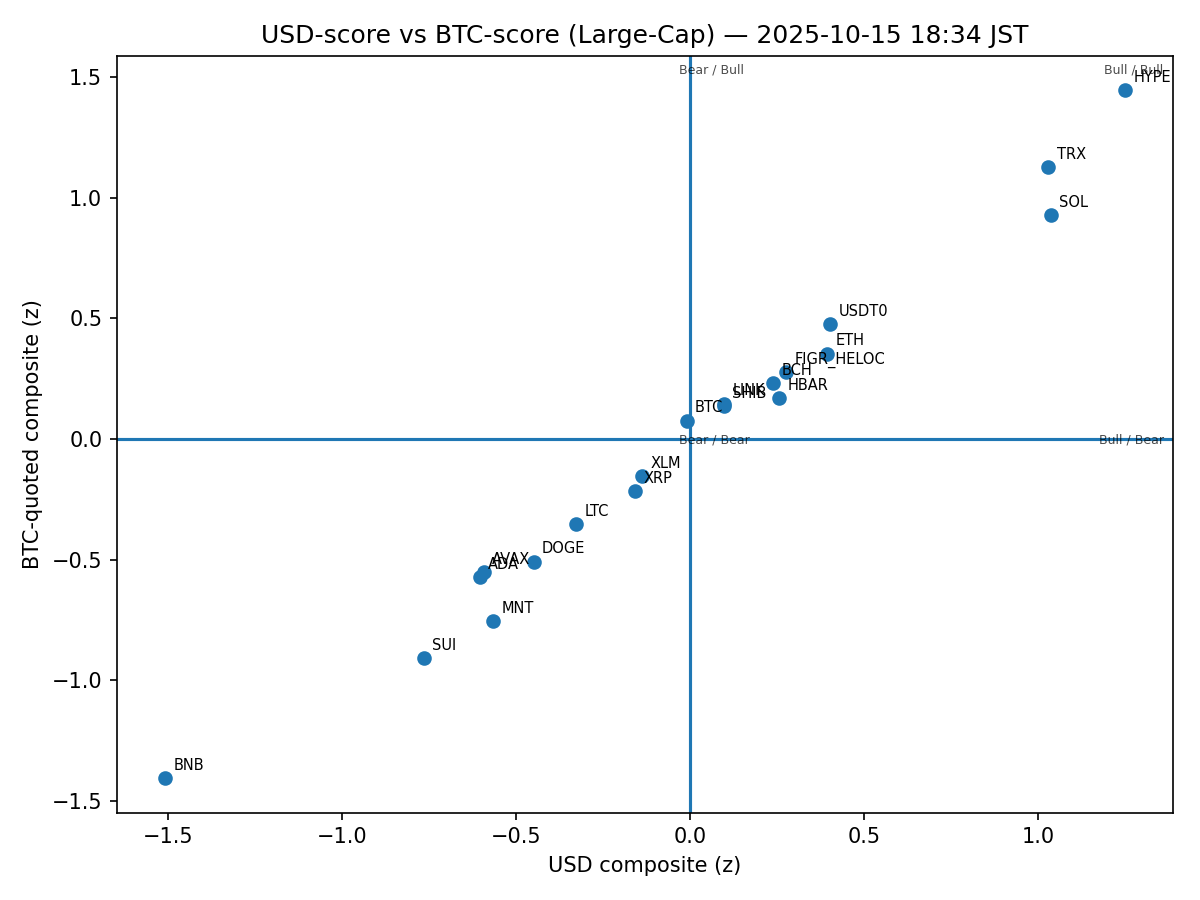 USD-score vs BTC-score (Large-Cap) — 2025-10-15 18:34 JST
Bear / Bull
Bull / Bull
HYPE
TRX
SOL
USDT0
ETH
FIGR_HELOC
BCH
HBAR
LINK
SHIB
BTC
Bear / Bear
Bull / Bear
XLM
XRP
LTC
DOGE
AVAX
ADA
MNT
SUI
BNB
1.5
1.0
0.5
0.0
−0.5
−1.0
−1.5
BTC-quoted composite (z)
−1.5
−1.0
−0.5
0.0
0.5
1.0
USD composite (z)